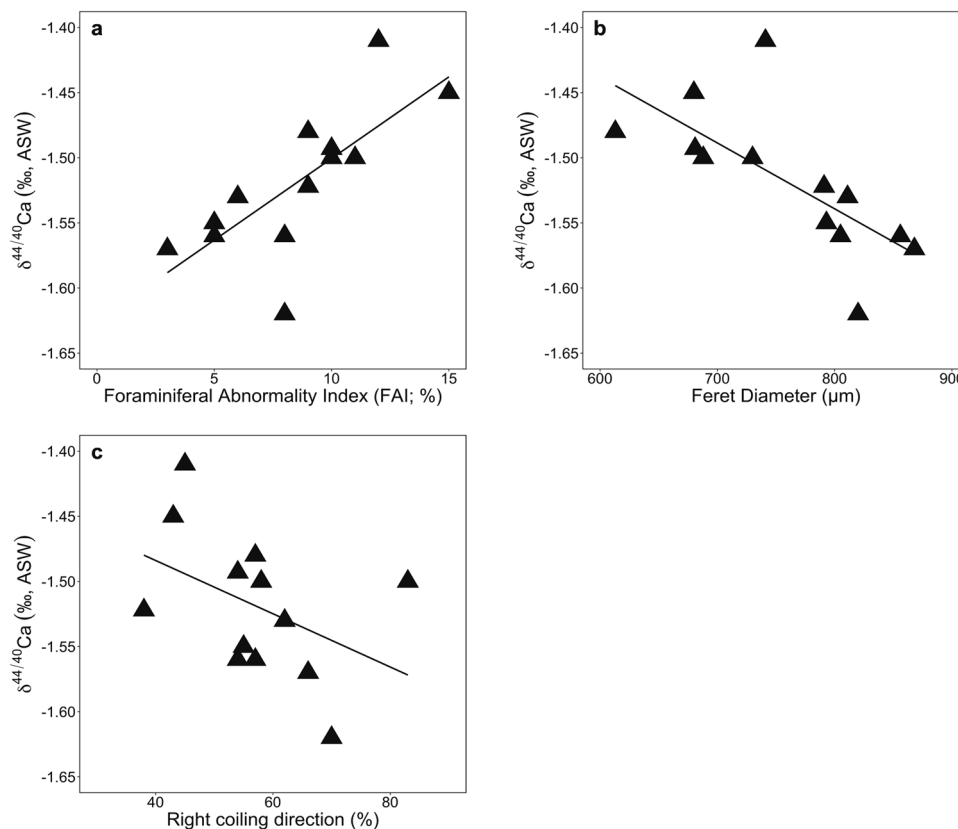 a
δ44/40Ca (‰, ASW)
-1.40
-1.45
-1.50
-1.55
-1.60
-1.65
0 5 10 15
Foraminiferal Abnormality Index (FAI; %)
b
δ44/40Ca (‰, ASW)
-1.40
-1.45
-1.50
-1.55
-1.60
-1.65
600 700 800 900
Feret Diameter (µm)
c
δ44/40Ca (‰, ASW)
-1.40
-1.45
-1.50
-1.55
-1.60
-1.65
40 60 80
Right coiling direction (%)